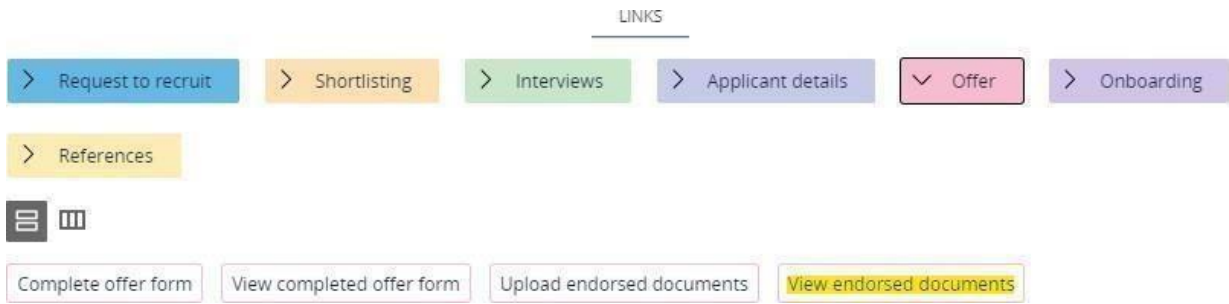 LINKS
Request to recruit Shortlisting Interviews Applicant details Offer Onboarding
References
Complete offer form View completed offer form Upload endorsed documents View endorsed documents